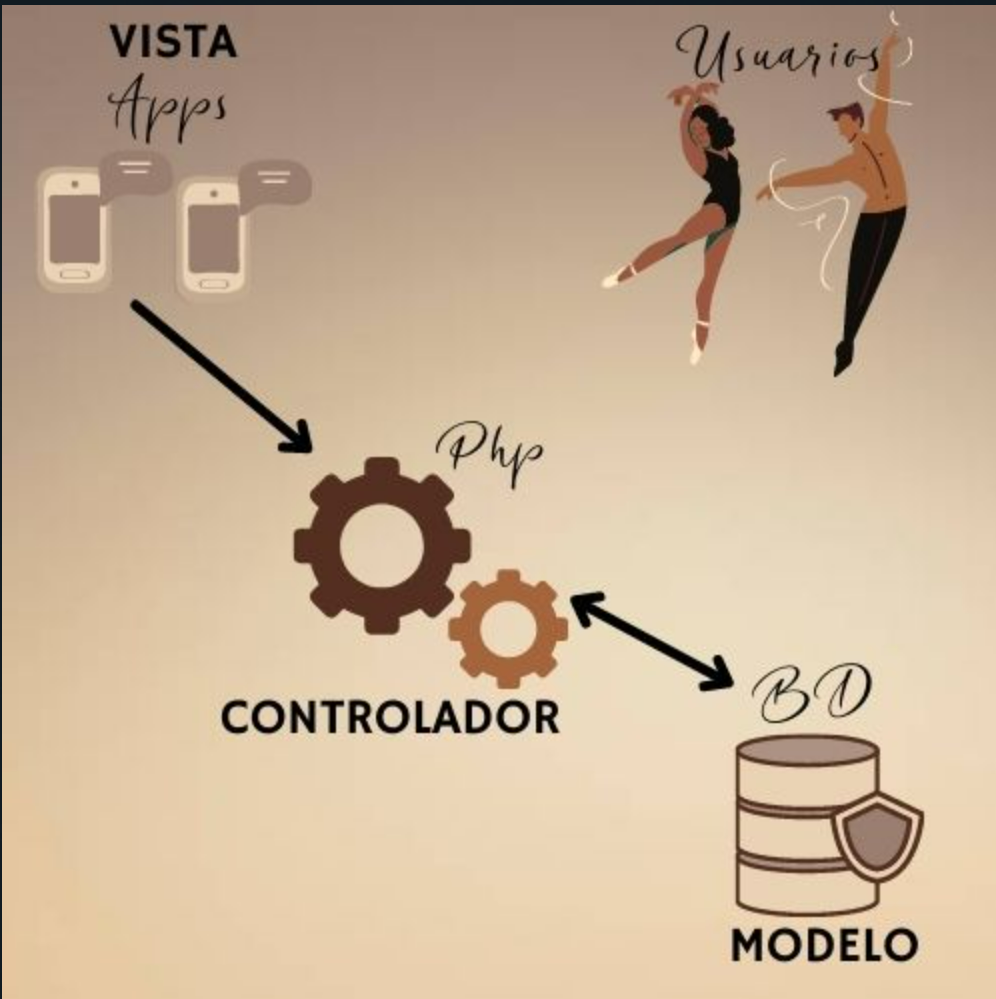 VISTA
Apps
Usuarios
Php
CONTROLADOR
BD
MODELO